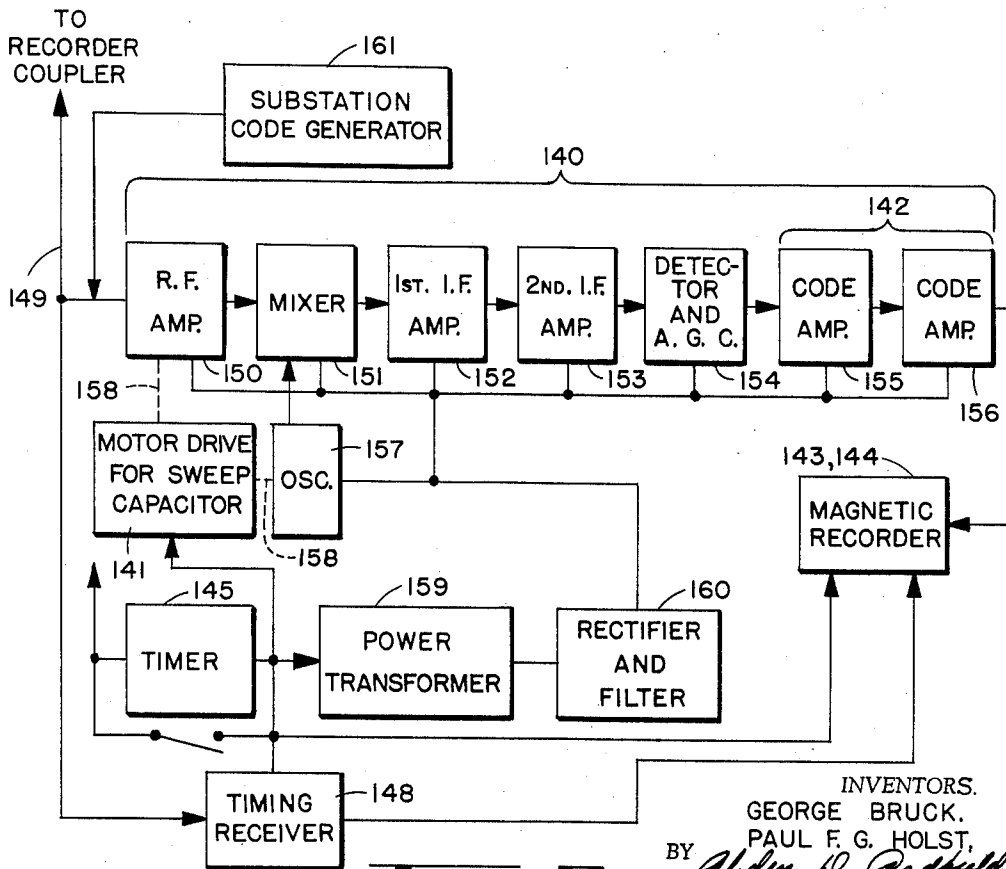 TO
RECORDER
COUPLER
161
SUBSTATION
CODE GENERATOR
140
142
149
R.F.
AMP.
MIXER
1ST. I.F.
AMP.
2ND. I.F.
AMP.
DETEC-
TOR
AND
A. G. C.
CODE
AMP.
CODE
AMP.
150
151
152
153
154
155
156
158
MOTOR DRIVE
FOR SWEEP
CAPACITOR
157
OSC.
158
141
143,144
MAGNETIC
RECORDER
145
TIMER
159
POWER
TRANSFORMER
160
RECTIFIER
AND
FILTER
148
TIMING
RECEIVER
INVENTORS.
GEORGE BRUCK.
PAUL F. G. HOLST,
BY